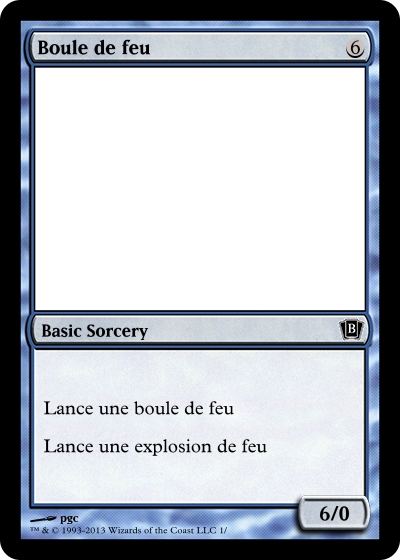 Boule de feu 6
Basic Sorcery B
Lance une boule de feu
Lance une explosion de feu
6/0
pgc
™ & © 1993-2013 Wizards of the Coast LLC 1/